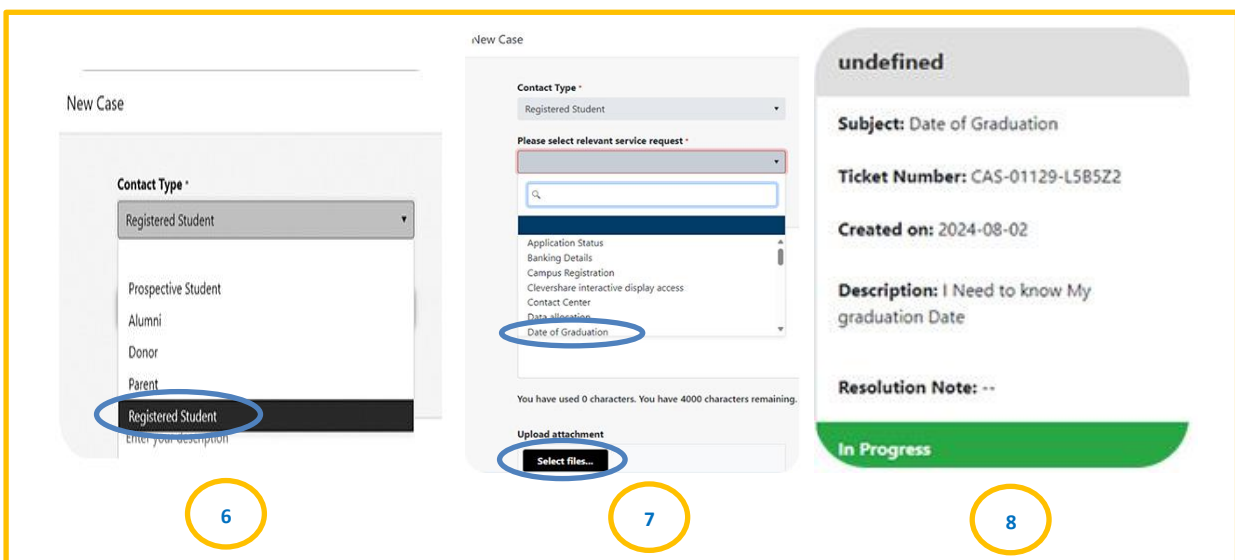 New Case
Contact Type *
Registered Student
Prospective Student
Alumni
Donor
Parent
Registered Student
Enter your description
6
New Case
Contact Type *
Registered Student
Please select relevant service request *
Application Status
Banking Details
Campus Registration
Clevershare interactive display access
Contact Center
Data allocation
Date of Graduation
You have used 0 characters. You have 4000 characters remaining.
Upload attachment
Select files...
7
undefined
Subject: Date of Graduation
Ticket Number: CAS-01129-L5B5Z2
Created on: 2024-08-02
Description: I Need to know My
graduation Date
Resolution Note: --
In Progress
8